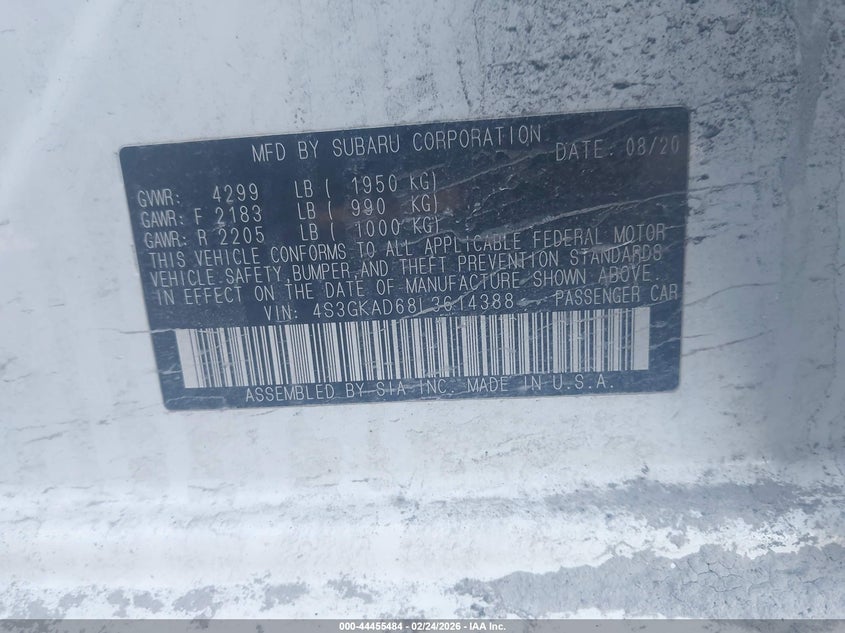 MFD BY SUBARU CORPORATION DATE: 08/20
GVWR: 4299 LB ( 1950 KG)
GAWR: F 2183 LB ( 990 KG)
GAWR: R 2205 LB ( 1000 KG)
THIS VEHICLE CONFORMS TO ALL APPLICABLE FEDERAL MOTOR
VEHICLE SAFETY, BUMPER, AND THEFT PREVENTION STANDARDS
IN EFFECT ON THE DATE OF MANUFACTURE SHOWN ABOVE.
VIN: PASSENGER CAR
ASSEMBLED BY SIA INC. MADE IN U.S.A.
000-44455484 - 02/24/2026 - IAA Inc.